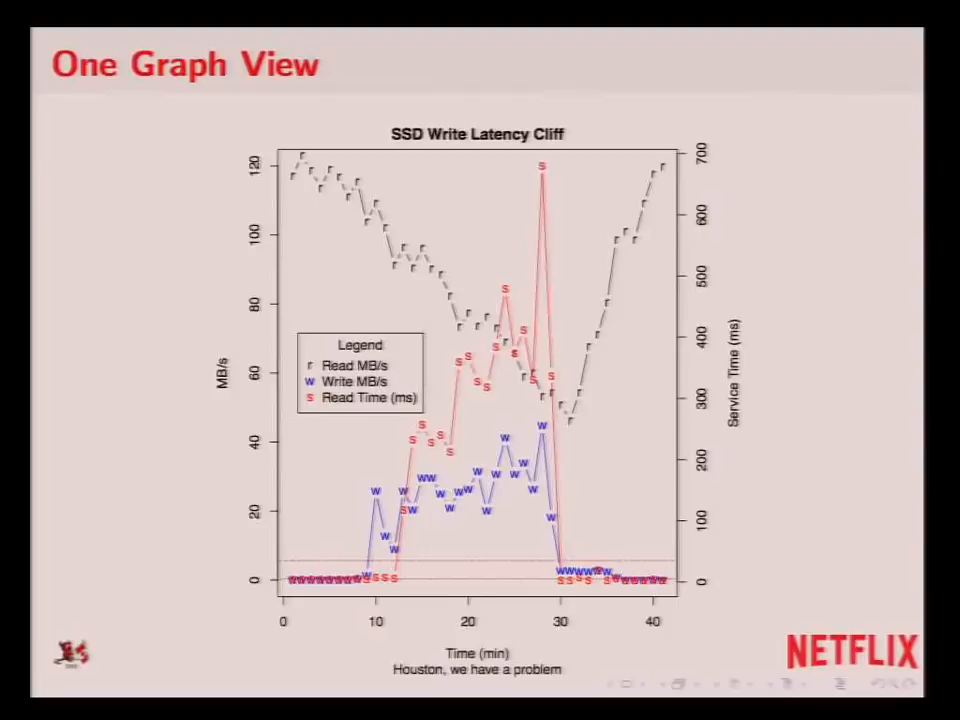 One Graph View
SSD Write Latency Cliff
120
100
80
60
40
20
0
MB/s
700
600
500
400
300
200
100
0
Service Time (ms)
Legend
r Read MB/s
w Write MB/s
s Read Time (ms)
0 10 20 30 40
Time (min)
Houston, we have a problem
NETFLIX